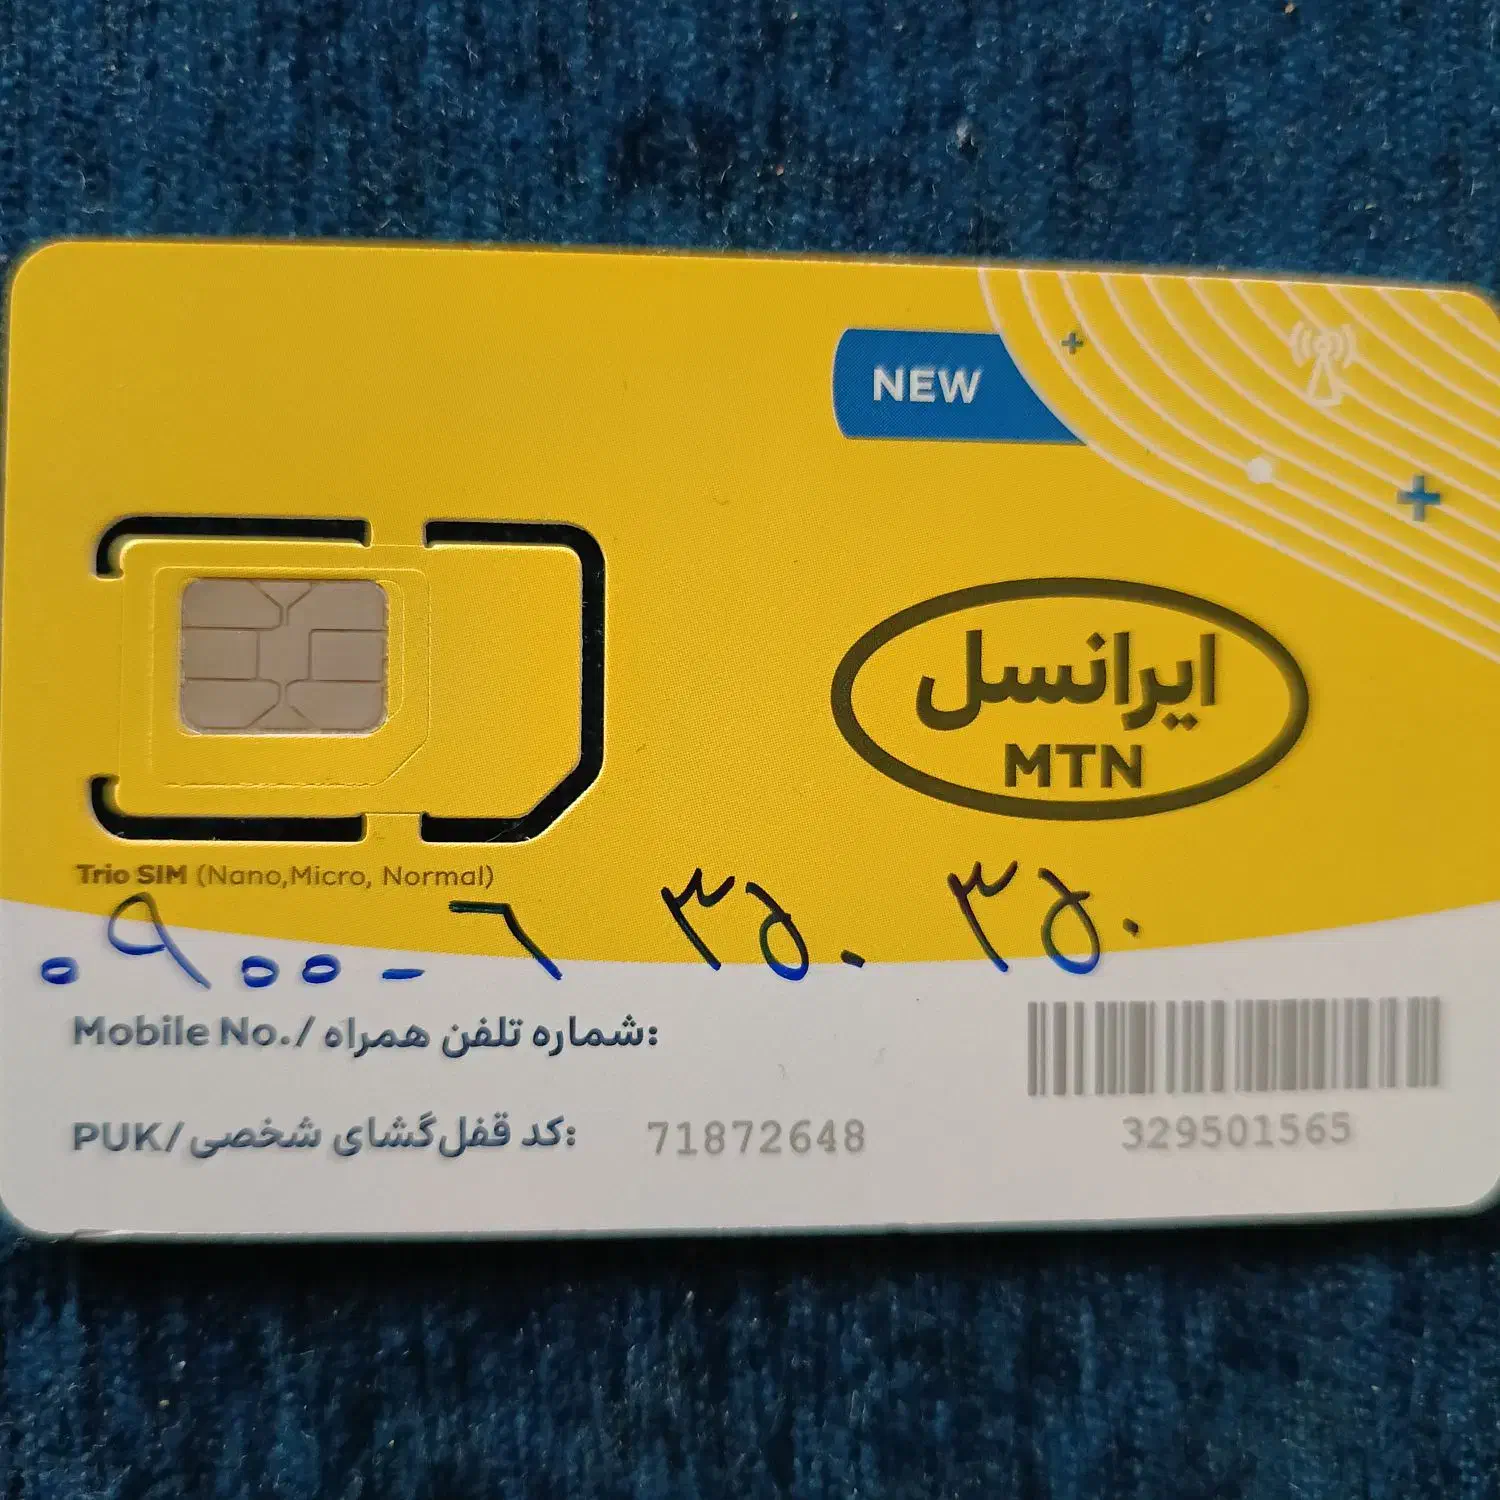 NEW
ایرانسل
MTN
Trio SIM (Nano,Micro, Normal)
۰۹۰۰-۶ ۳۵۰ ۳۵۰
Mobile No./شماره تلفن همراه:
PUK/کد قفل‌گشای شخصی: 71872648
329501565